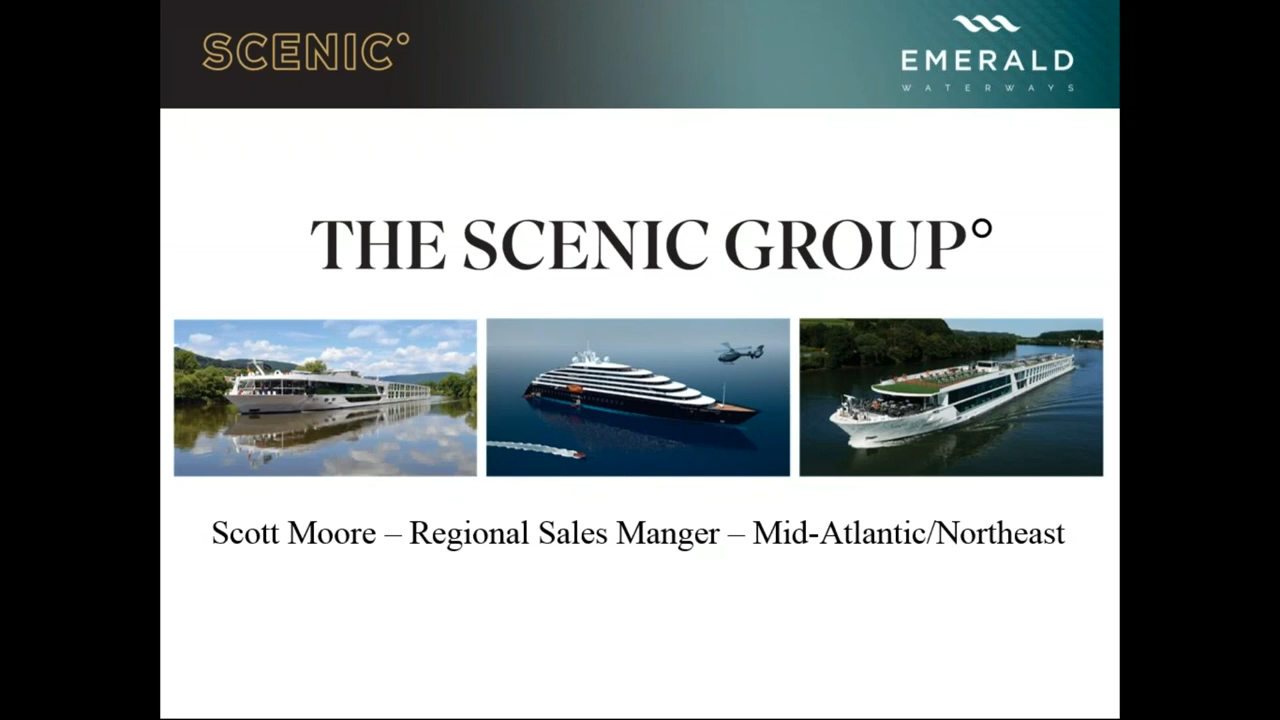 SCENIC°
EMERALD
WATERWAYS
THE SCENIC GROUP°
Scott Moore – Regional Sales Manger – Mid-Atlantic/Northeast